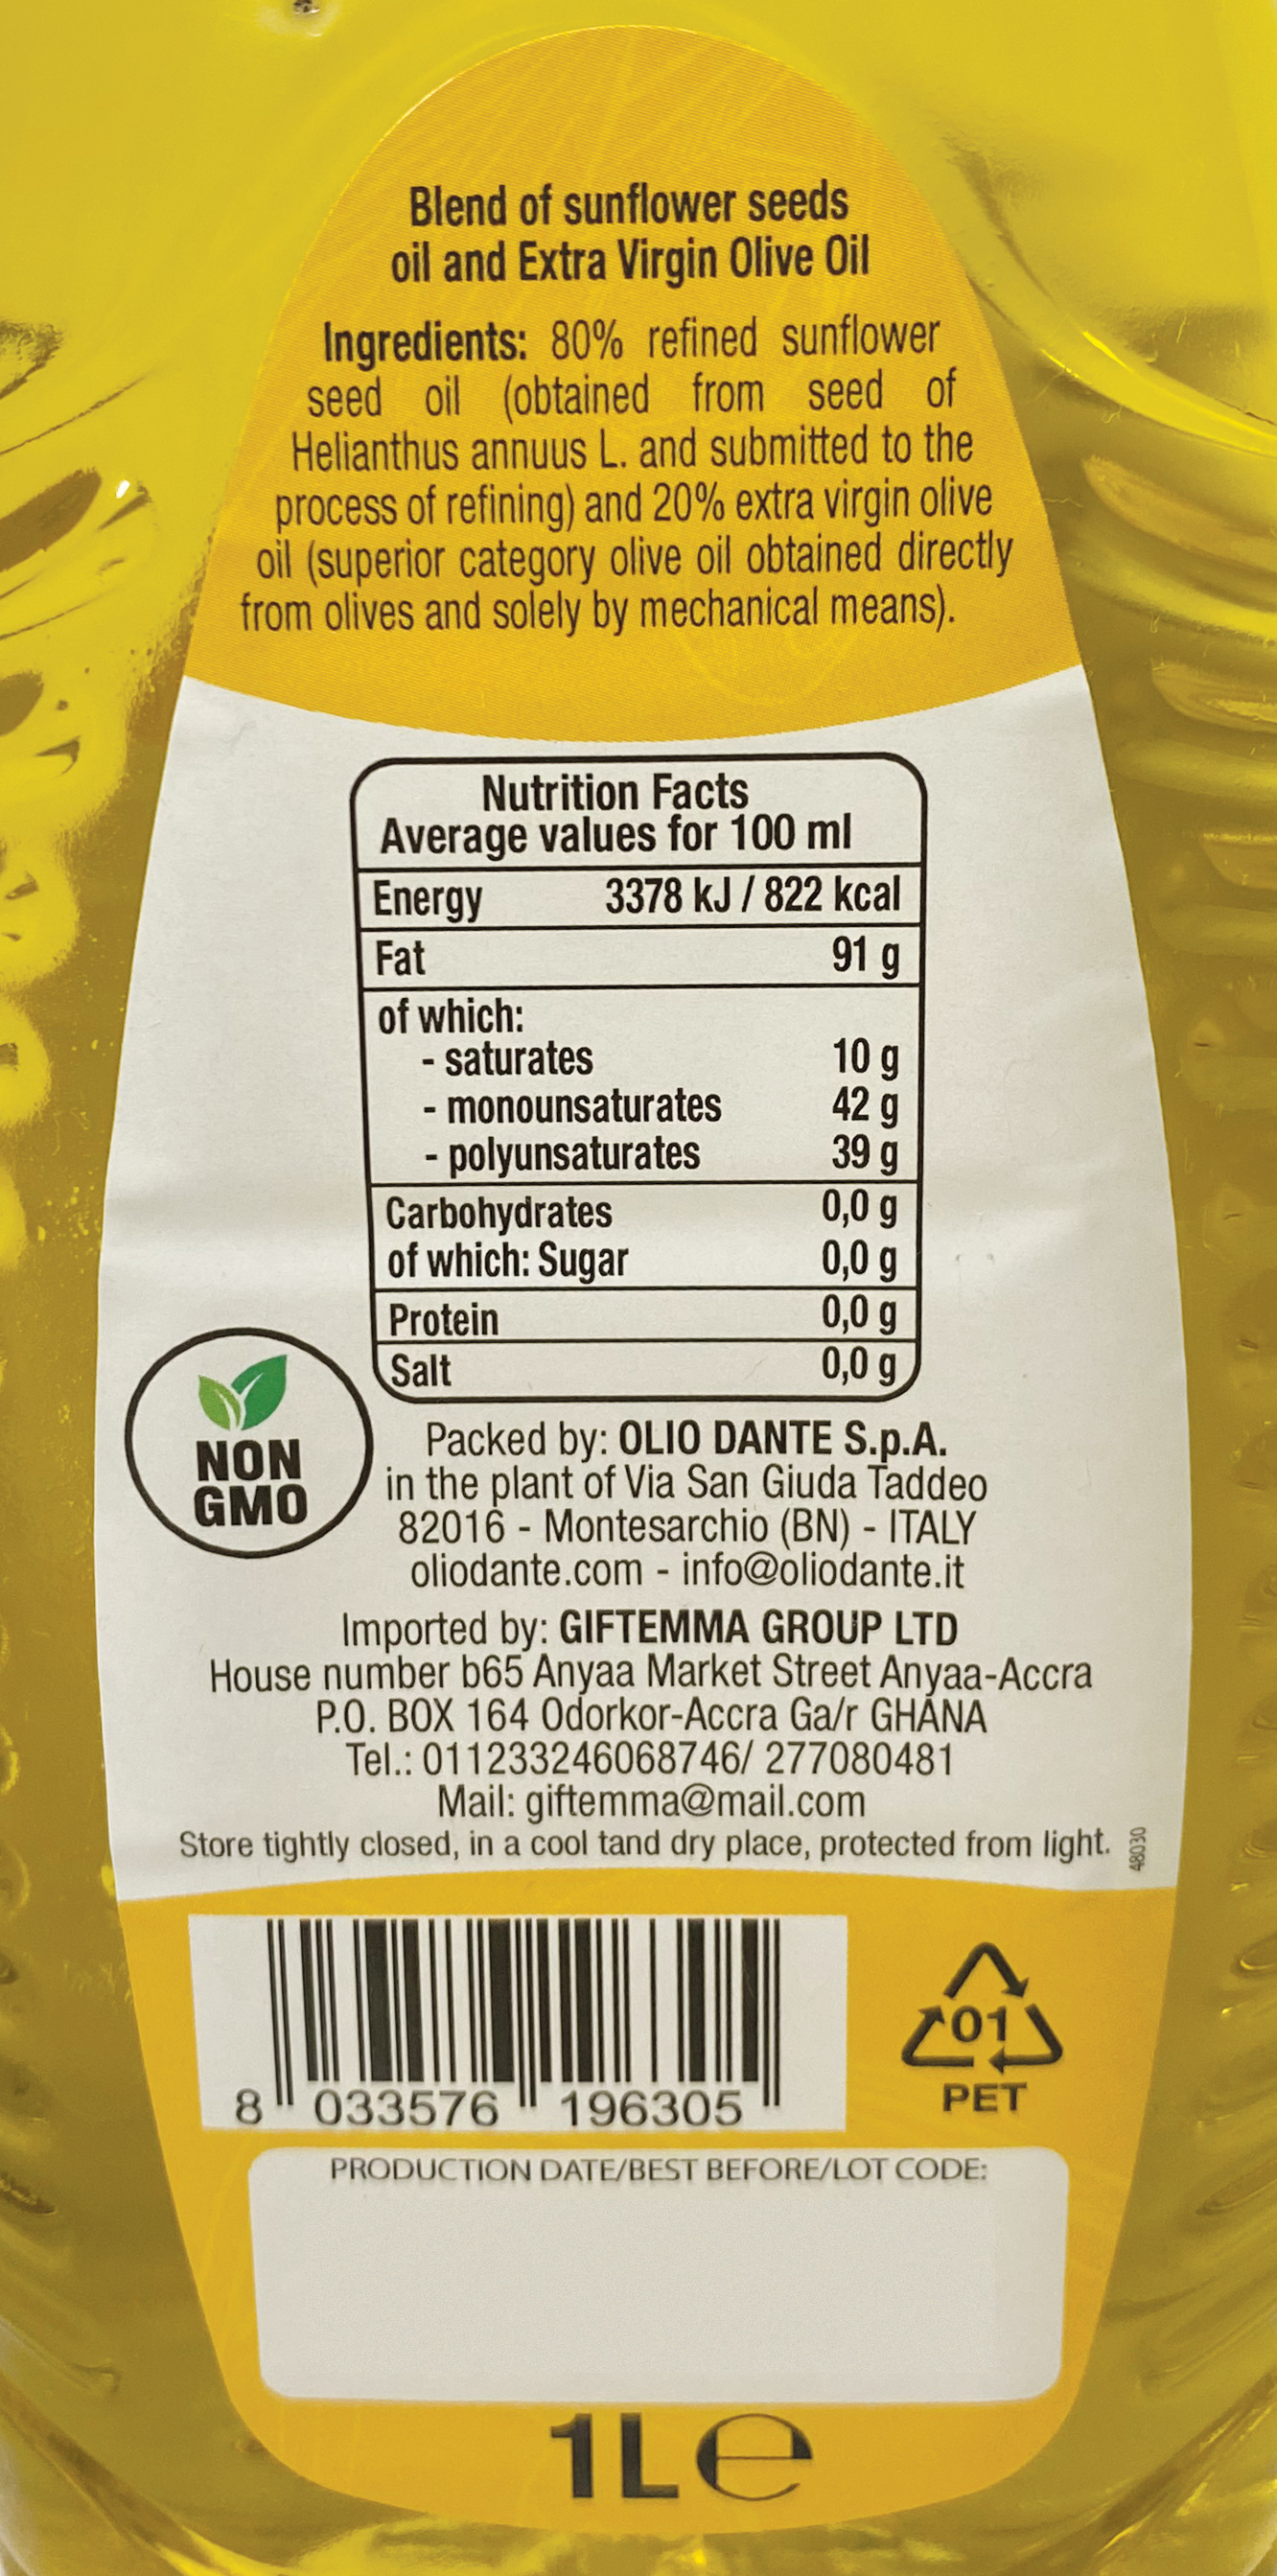 Blend of sunflower seeds
oil and Extra Virgin Olive Oil
Ingredients: 80% refined sunflower
seed oil (obtained from seed of
Helianthus annuus L. and submitted to the
process of refining) and 20% extra virgin olive
oil (superior category olive oil obtained directly
from olives and solely by mechanical means).
Nutrition Facts
Average values for 100 ml
Energy 3378 kJ / 822 kcal
Fat 91 g
of which:
- saturates 10 g
- monounsaturates 42 g
- polyunsaturates 39 g
Carbohydrates 0,0 g
of which: Sugar 0,0 g
Protein 0,0 g
Salt 0,0 g
NON
GMO
Packed by: OLIO DANTE S.p.A.
in the plant of Via San Giuda Taddeo
82016 - Montesarchio (BN) - ITALY
oliodante.com - info@oliodante.it
Imported by: GIFTEMMA GROUP LTD
House number b65 Anyaa Market Street Anyaa-Accra
P.O. BOX 164 Odorkor-Accra Ga/r GHANA
Tel.: 011233246068746/ 277080481
Mail: giftemma@mail.com
Store tightly closed, in a cool tand dry place, protected from light.
48030
8 033576 196305
01
PET
PRODUCTION DATE/BEST BEFORE/LOT CODE:
1L℮